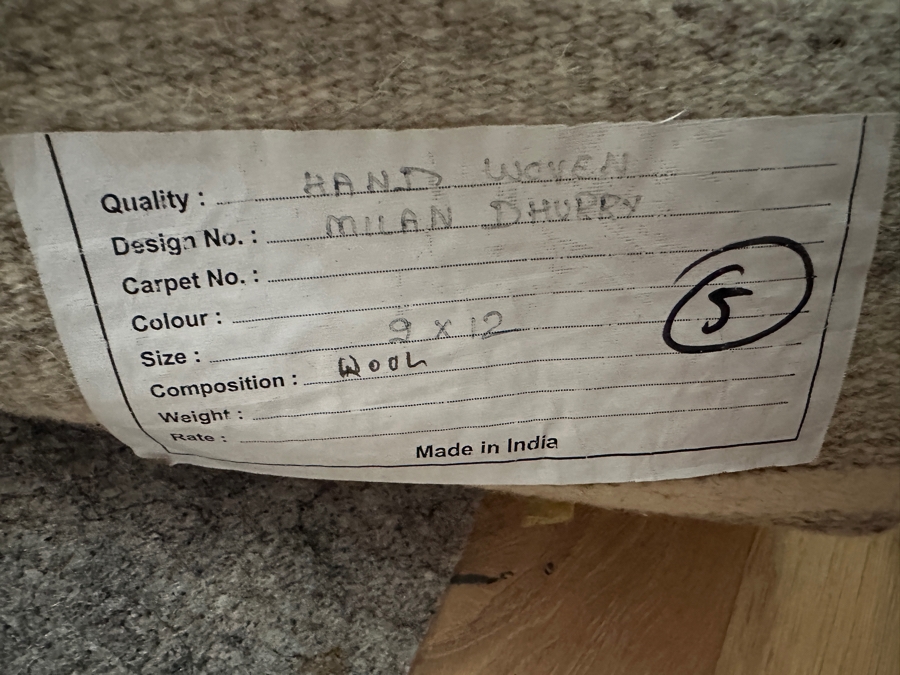 Quality : HAND WOVEN
Design No. : MILAN DHURRY
Carpet No. :
Colour :
5
Size : 9 x 12
Composition : WOOL
Weight :
Rate :
Made in India